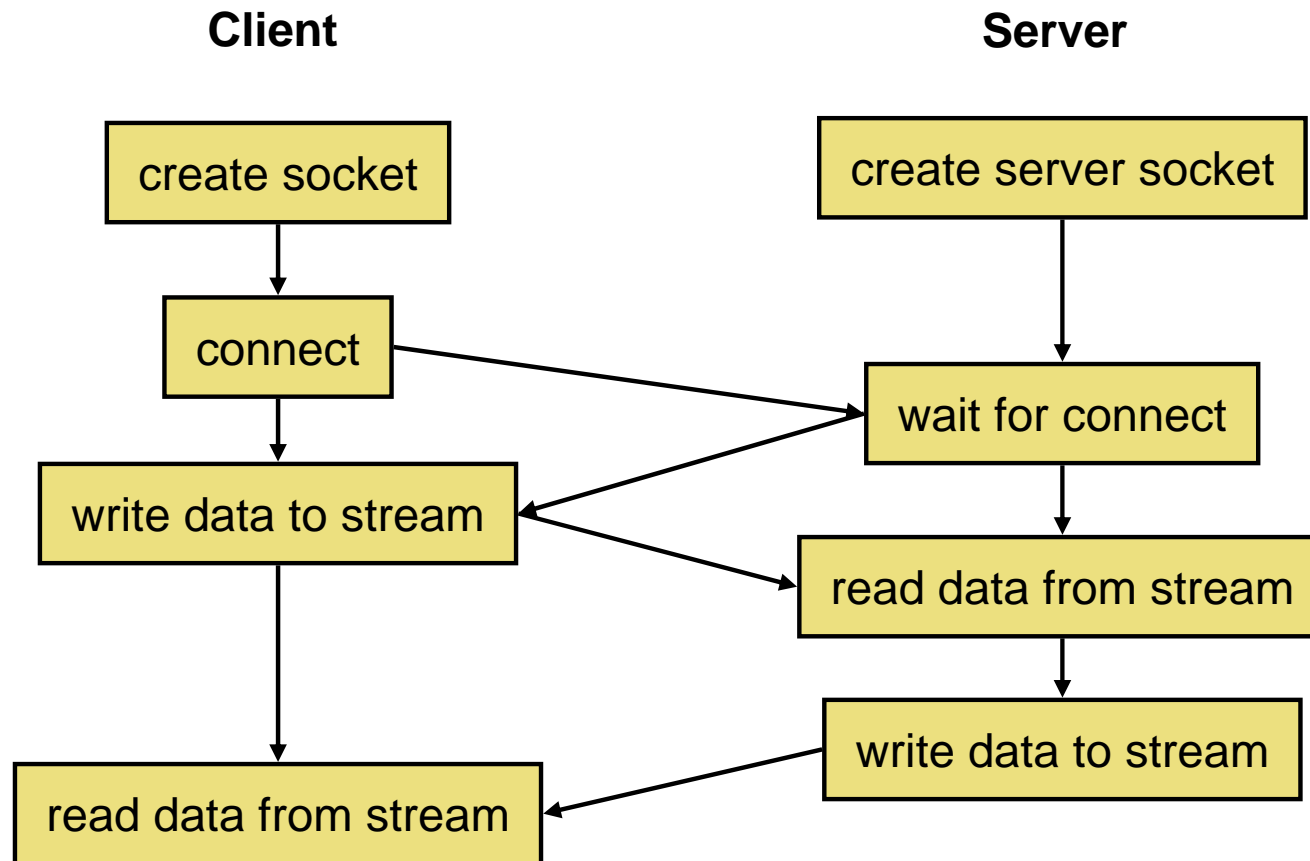 Client
Server
create socket
create server socket
connect
wait for connect
write data to stream
read data from stream
write data to stream
read data from stream